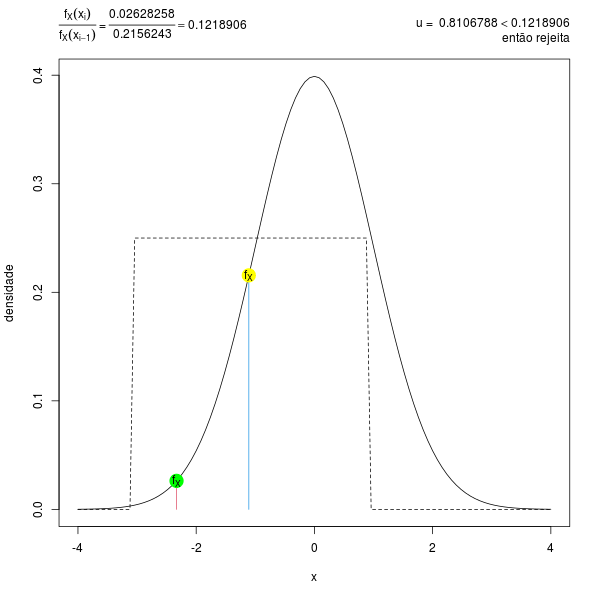 fX(xi) / fX(xi−1) = 0.02628258 / 0.2156243 = 0.1218906
u = 0.8106788 < 0.1218906
então rejeita
0.4
0.3
0.2
0.1
0.0
densidade
fX
fX
-4 -2 0 2 4
x